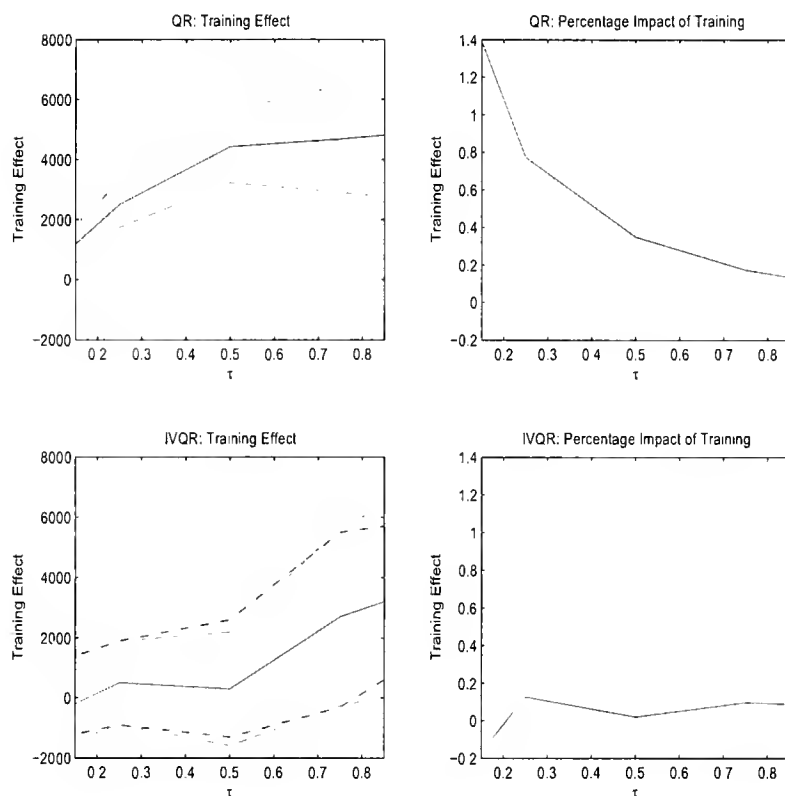 QR: Training Effect
8000
6000
4000
2000
0
−2000
Training Effect
0 2 0.3 0.4 0.5 0.6 0.7 0.8
τ
QR: Percentage Impact of Training
1.4
1.2
1
0.8
0.6
0.4
0.2
0
−0.2
Training Effect
0.2 0.3 0.4 0.5 0.6 0.7 0.8
τ
IVQR: Training Effect
8000
6000
4000
2000
0
−2000
Training Effect
0 2 0.3 0.4 0.5 0.6 0.7 0.8
τ
IVQR: Percentage Impact of Training
1.4
1.2
1
0.8
0.6
0.4
0.2
0
−0.2
Training Effect
0.2 0.3 0.4 0.5 0.6 0.7 0.8
τ